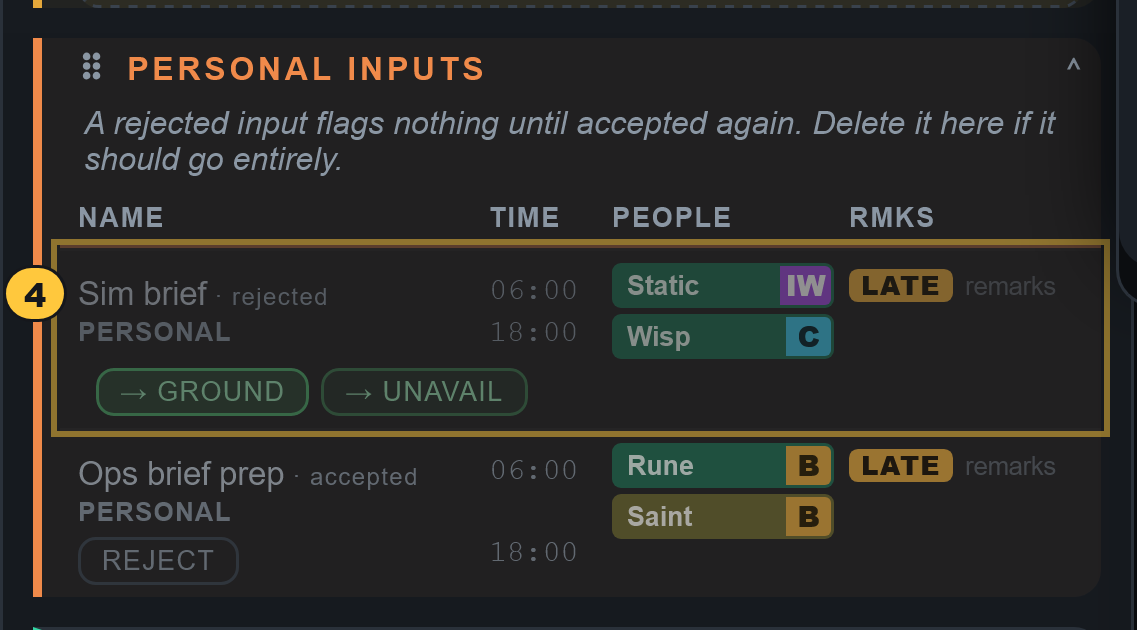 PERSONAL INPUTS ^
A rejected input flags nothing until accepted again. Delete it here if it
should go entirely.
NAME TIME PEOPLE RMKS
4
Sim brief · rejected 06:00 Static IW LATE remarks
PERSONAL 18:00 Wisp C
→ GROUND → UNAVAIL
Ops brief prep · accepted 06:00 Rune B LATE remarks
PERSONAL Saint B
REJECT 18:00